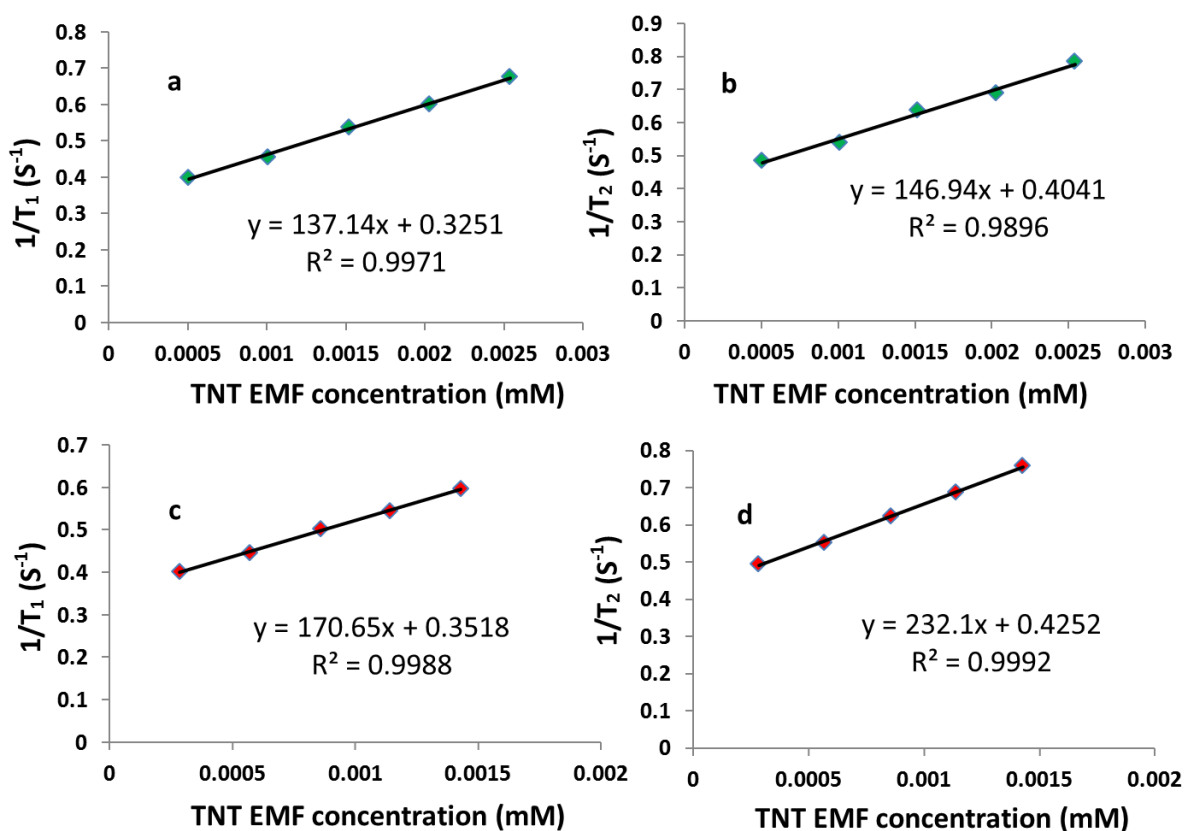 a
1/T₁ (S⁻¹)
0.8
0.7
0.6
0.5
0.4
0.3
0.2
0.1
0
y = 137.14x + 0.3251
R² = 0.9971
0 0.0005 0.001 0.0015 0.002 0.0025 0.003
TNT EMF concentration (mM)
b
1/T₂ (S⁻¹)
0.9
0.8
0.7
0.6
0.5
0.4
0.3
0.2
0.1
0
y = 146.94x + 0.4041
R² = 0.9896
0 0.0005 0.001 0.0015 0.002 0.0025 0.003
TNT EMF concentration (mM)
c
1/T₁ (S⁻¹)
0.7
0.6
0.5
0.4
0.3
0.2
0.1
0
y = 170.65x + 0.3518
R² = 0.9988
0 0.0005 0.001 0.0015 0.002
TNT EMF concentration (mM)
d
1/T₂ (S⁻¹)
0.8
0.7
0.6
0.5
0.4
0.3
0.2
0.1
0
y = 232.1x + 0.4252
R² = 0.9992
0 0.0005 0.001 0.0015 0.002
TNT EMF concentration (mM)